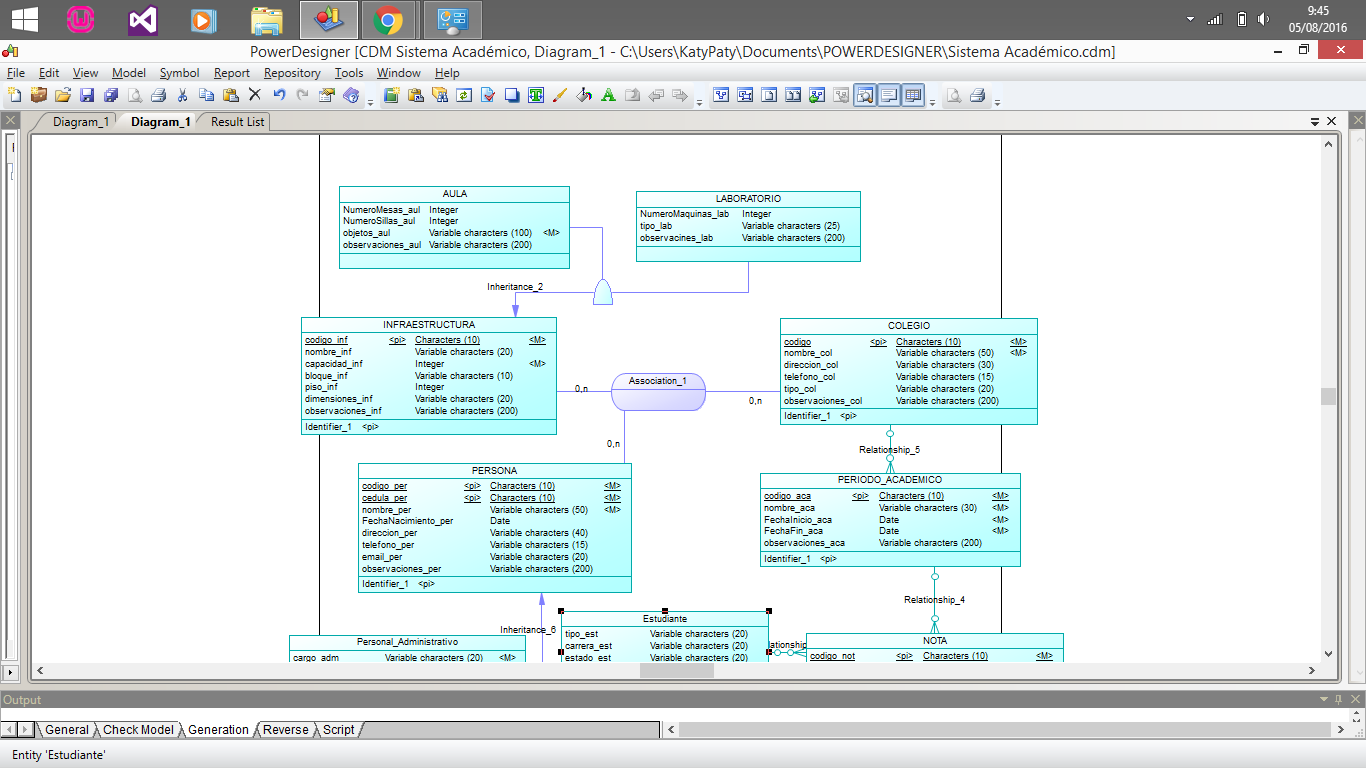 9:45
05/08/2016
PowerDesigner [CDM Sistema Académico, Diagram_1 - C:\Users\KatyPaty\Documents\POWERDESIGNER\Sistema Académico.cdm]
File Edit View Model Symbol Report Repository Tools Window Help
Diagram_1 Diagram_1 Result List
AULA
NumeroMesas_aul Integer
NumeroSillas_aul Integer
objetos_aul Variable characters (100) <M>
observaciones_aul Variable characters (200)
LABORATORIO
NumeroMaquinas_lab Integer
tipo_lab Variable characters (25)
observacines_lab Variable characters (200)
Inheritance_2
INFRAESTRUCTURA
codigo_inf <pi> Characters (10) <M>
nombre_inf Variable characters (20)
capacidad_inf Integer <M>
bloque_inf Variable characters (10)
piso_inf Integer
dimensiones_inf Variable characters (20)
observaciones_inf Variable characters (200)
Identifier_1 <pi>
0,n
Association_1
0,n
0,n
COLEGIO
codigo <pi> Characters (10) <M>
nombre_col Variable characters (50) <M>
direccion_col Variable characters (30)
telefono_col Variable characters (15)
tipo_col Variable characters (20)
observaciones_col Variable characters (200)
Identifier_1 <pi>
Relationship_5
PERSONA
codigo_per <pi> Characters (10) <M>
cedula_per <pi> Characters (10) <M>
nombre_per Variable characters (50) <M>
FechaNacimiento_per Date
direccion_per Variable characters (40)
telefono_per Variable characters (15)
email_per Variable characters (20)
observaciones_per Variable characters (200)
Identifier_1 <pi>
PERIODO_ACADEMICO
codigo_aca <pi> Characters (10) <M>
nombre_aca Variable characters (30) <M>
FechaInicio_aca Date <M>
FechaFin_aca Date <M>
observaciones_aca Variable characters (200)
Identifier_1 <pi>
Relationship_4
Inheritance_6
Personal_Administrativo
cargo_adm Variable characters (20) <M>
Estudiante
tipo_est Variable characters (20)
carrera_est Variable characters (20)
estado_est Variable characters (20)
lationship
NOTA
codigo_not <pi> Characters (10) <M>
Output
General Check Model Generation Reverse Script
Entity 'Estudiante'